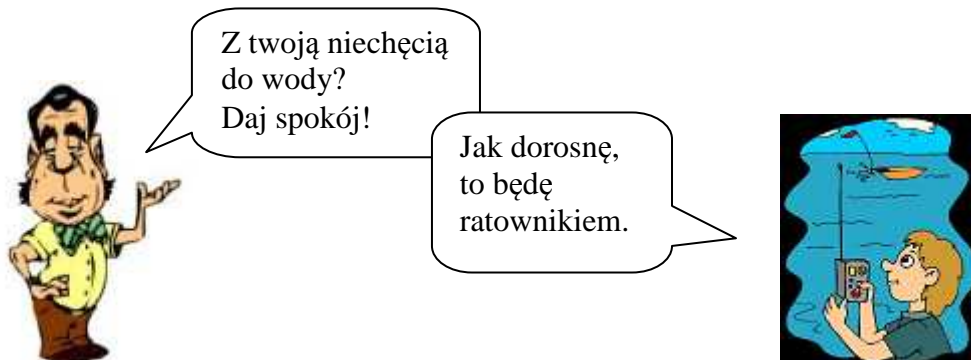 Z twoją niechęcią
do wody?
Daj spokój!
Jak dorosnę,
to będę
ratownikiem.